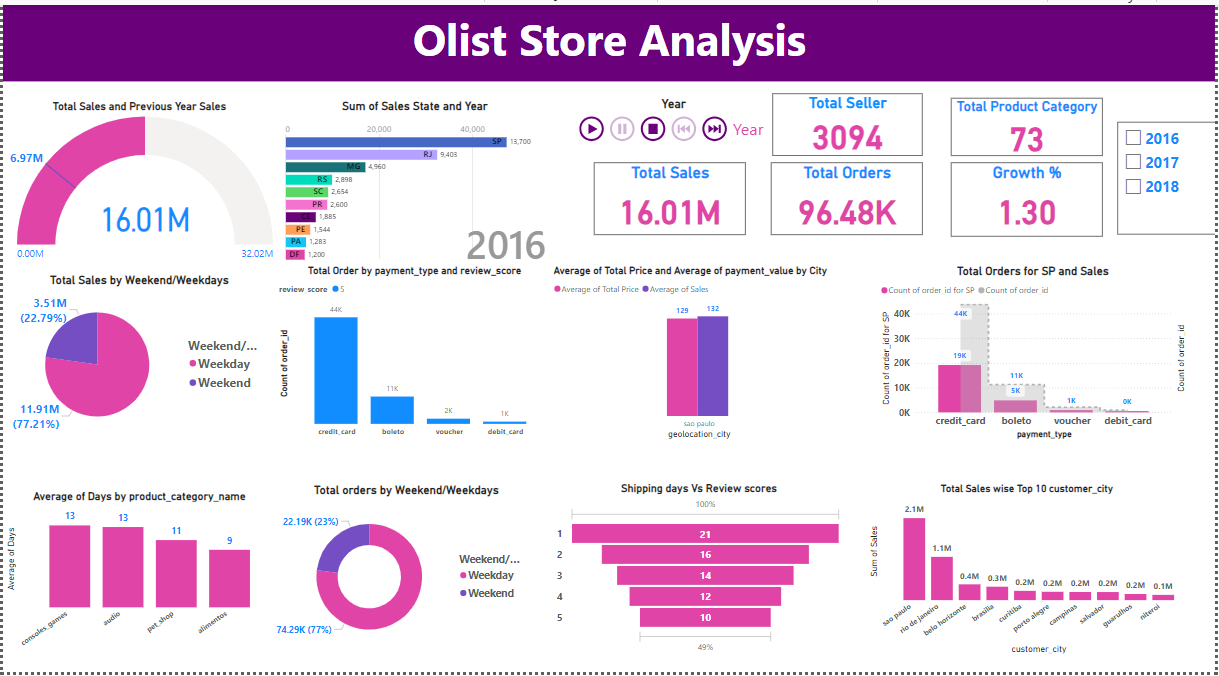 Olist Store Analysis
Total Sales and Previous Year Sales
6.97M
16.01M
0.00M
32.02M
Sum of Sales State and Year
0
20,000
40,000
SP 13,700
RJ 9,403
MG 4,960
RS 2,898
SC 2,654
PR 2,600
1,885
PE 1,544
PA 1,283
DF 1,200
2016
Year
Year
Total Seller
3094
Total Product Category
73
Total Sales
16.01M
Total Orders
96.48K
Growth %
1.30
2016
2017
2018
Total Sales by Weekend/Weekdays
3.51M
(22.79%)
11.91M
(77.21%)
Weekend/...
Weekday
Weekend
Total Order by payment_type and review_score
review_score 5
Count of order_id
44K
11K
2K
1K
credit_card
boleto
voucher
debit_card
Average of Total Price and Average of payment_value by City
Average of Total Price Average of Sales
129
132
sao paulo
geolocation_city
Total Orders for SP and Sales
Count of order_id for SP Count of order_id
Count of order_id for SP
40K
30K
20K
10K
0K
44K
19K
11K
5K
1K
0K
Count of order_id
credit_card
boleto
voucher
debit_card
payment_type
Average of Days by product_category_name
Average of Days
13
13
11
9
consoles_games
audio
pet_shop
alimentos
Total orders by Weekend/Weekdays
22.19K (23%)
74.29K (77%)
Weekend/...
Weekday
Weekend
Shipping days Vs Review scores
100%
1 21
2 16
3 14
4 12
5 10
49%
Total Sales wise Top 10 customer_city
Sum of Sales
2.1M
1.1M
0.4M
0.3M
0.2M
0.2M
0.2M
0.2M
0.2M
0.1M
sao paulo
rio de janeiro
belo horizonte
brasilia
curitiba
porto alegre
campinas
salvador
guarulhos
niteroi
customer_city